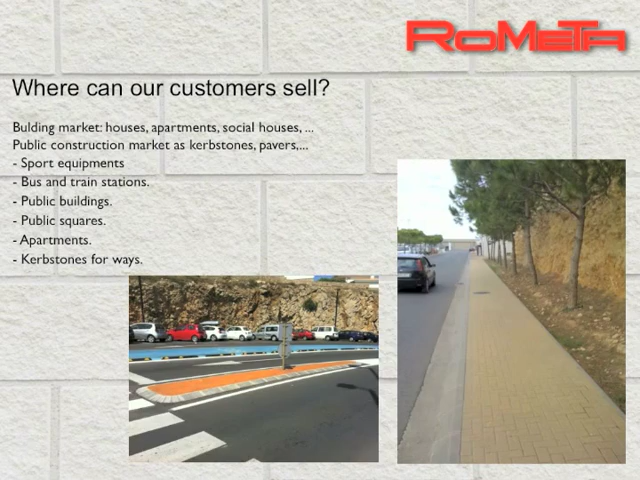 RoMeTa
Where can our customers sell?
Bulding market: houses, apartments, social houses, ...
Public construction market as kerbstones, pavers,...
- Sport equipments
- Bus and train stations.
- Public buildings.
- Public squares.
- Apartments.
- Kerbstones for ways.